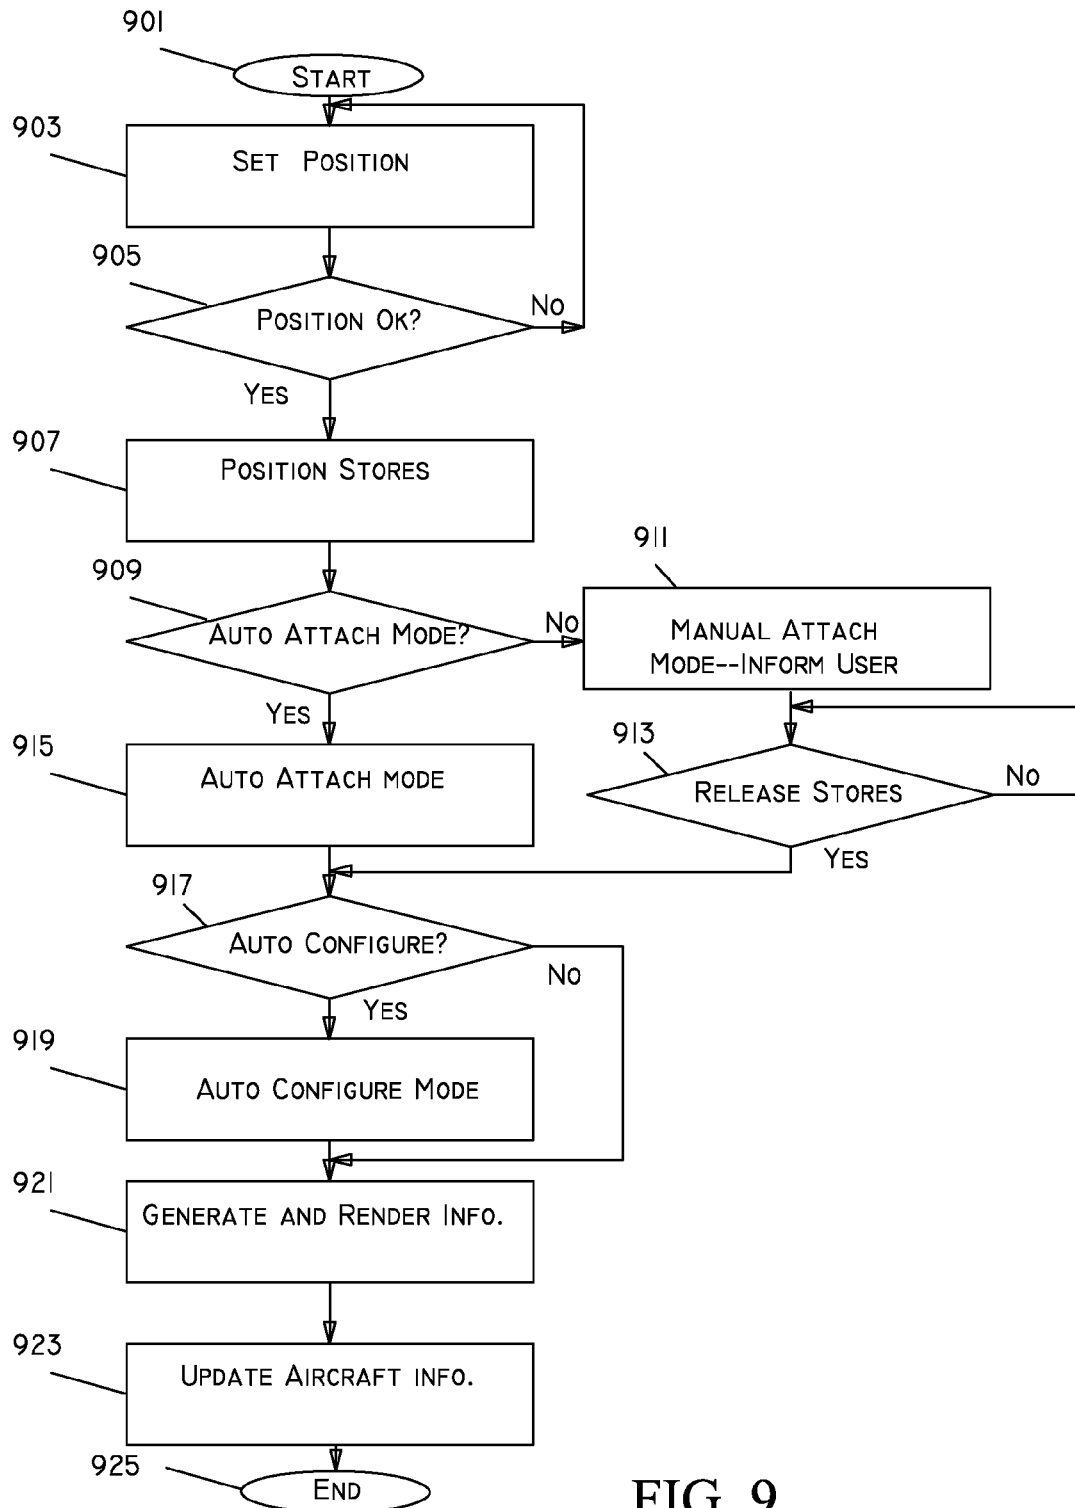 901
START
903
SET POSITION
905
POSITION OK?
NO
YES
907
POSITION STORES
909
AUTO ATTACH MODE?
NO
YES
911
MANUAL ATTACH
MODE--INFORM USER
913
RELEASE STORES
NO
YES
915
AUTO ATTACH MODE
917
AUTO CONFIGURE?
NO
YES
919
AUTO CONFIGURE MODE
921
GENERATE AND RENDER INFO.
923
UPDATE AIRCRAFT INFO.
925
END
FIG. 9